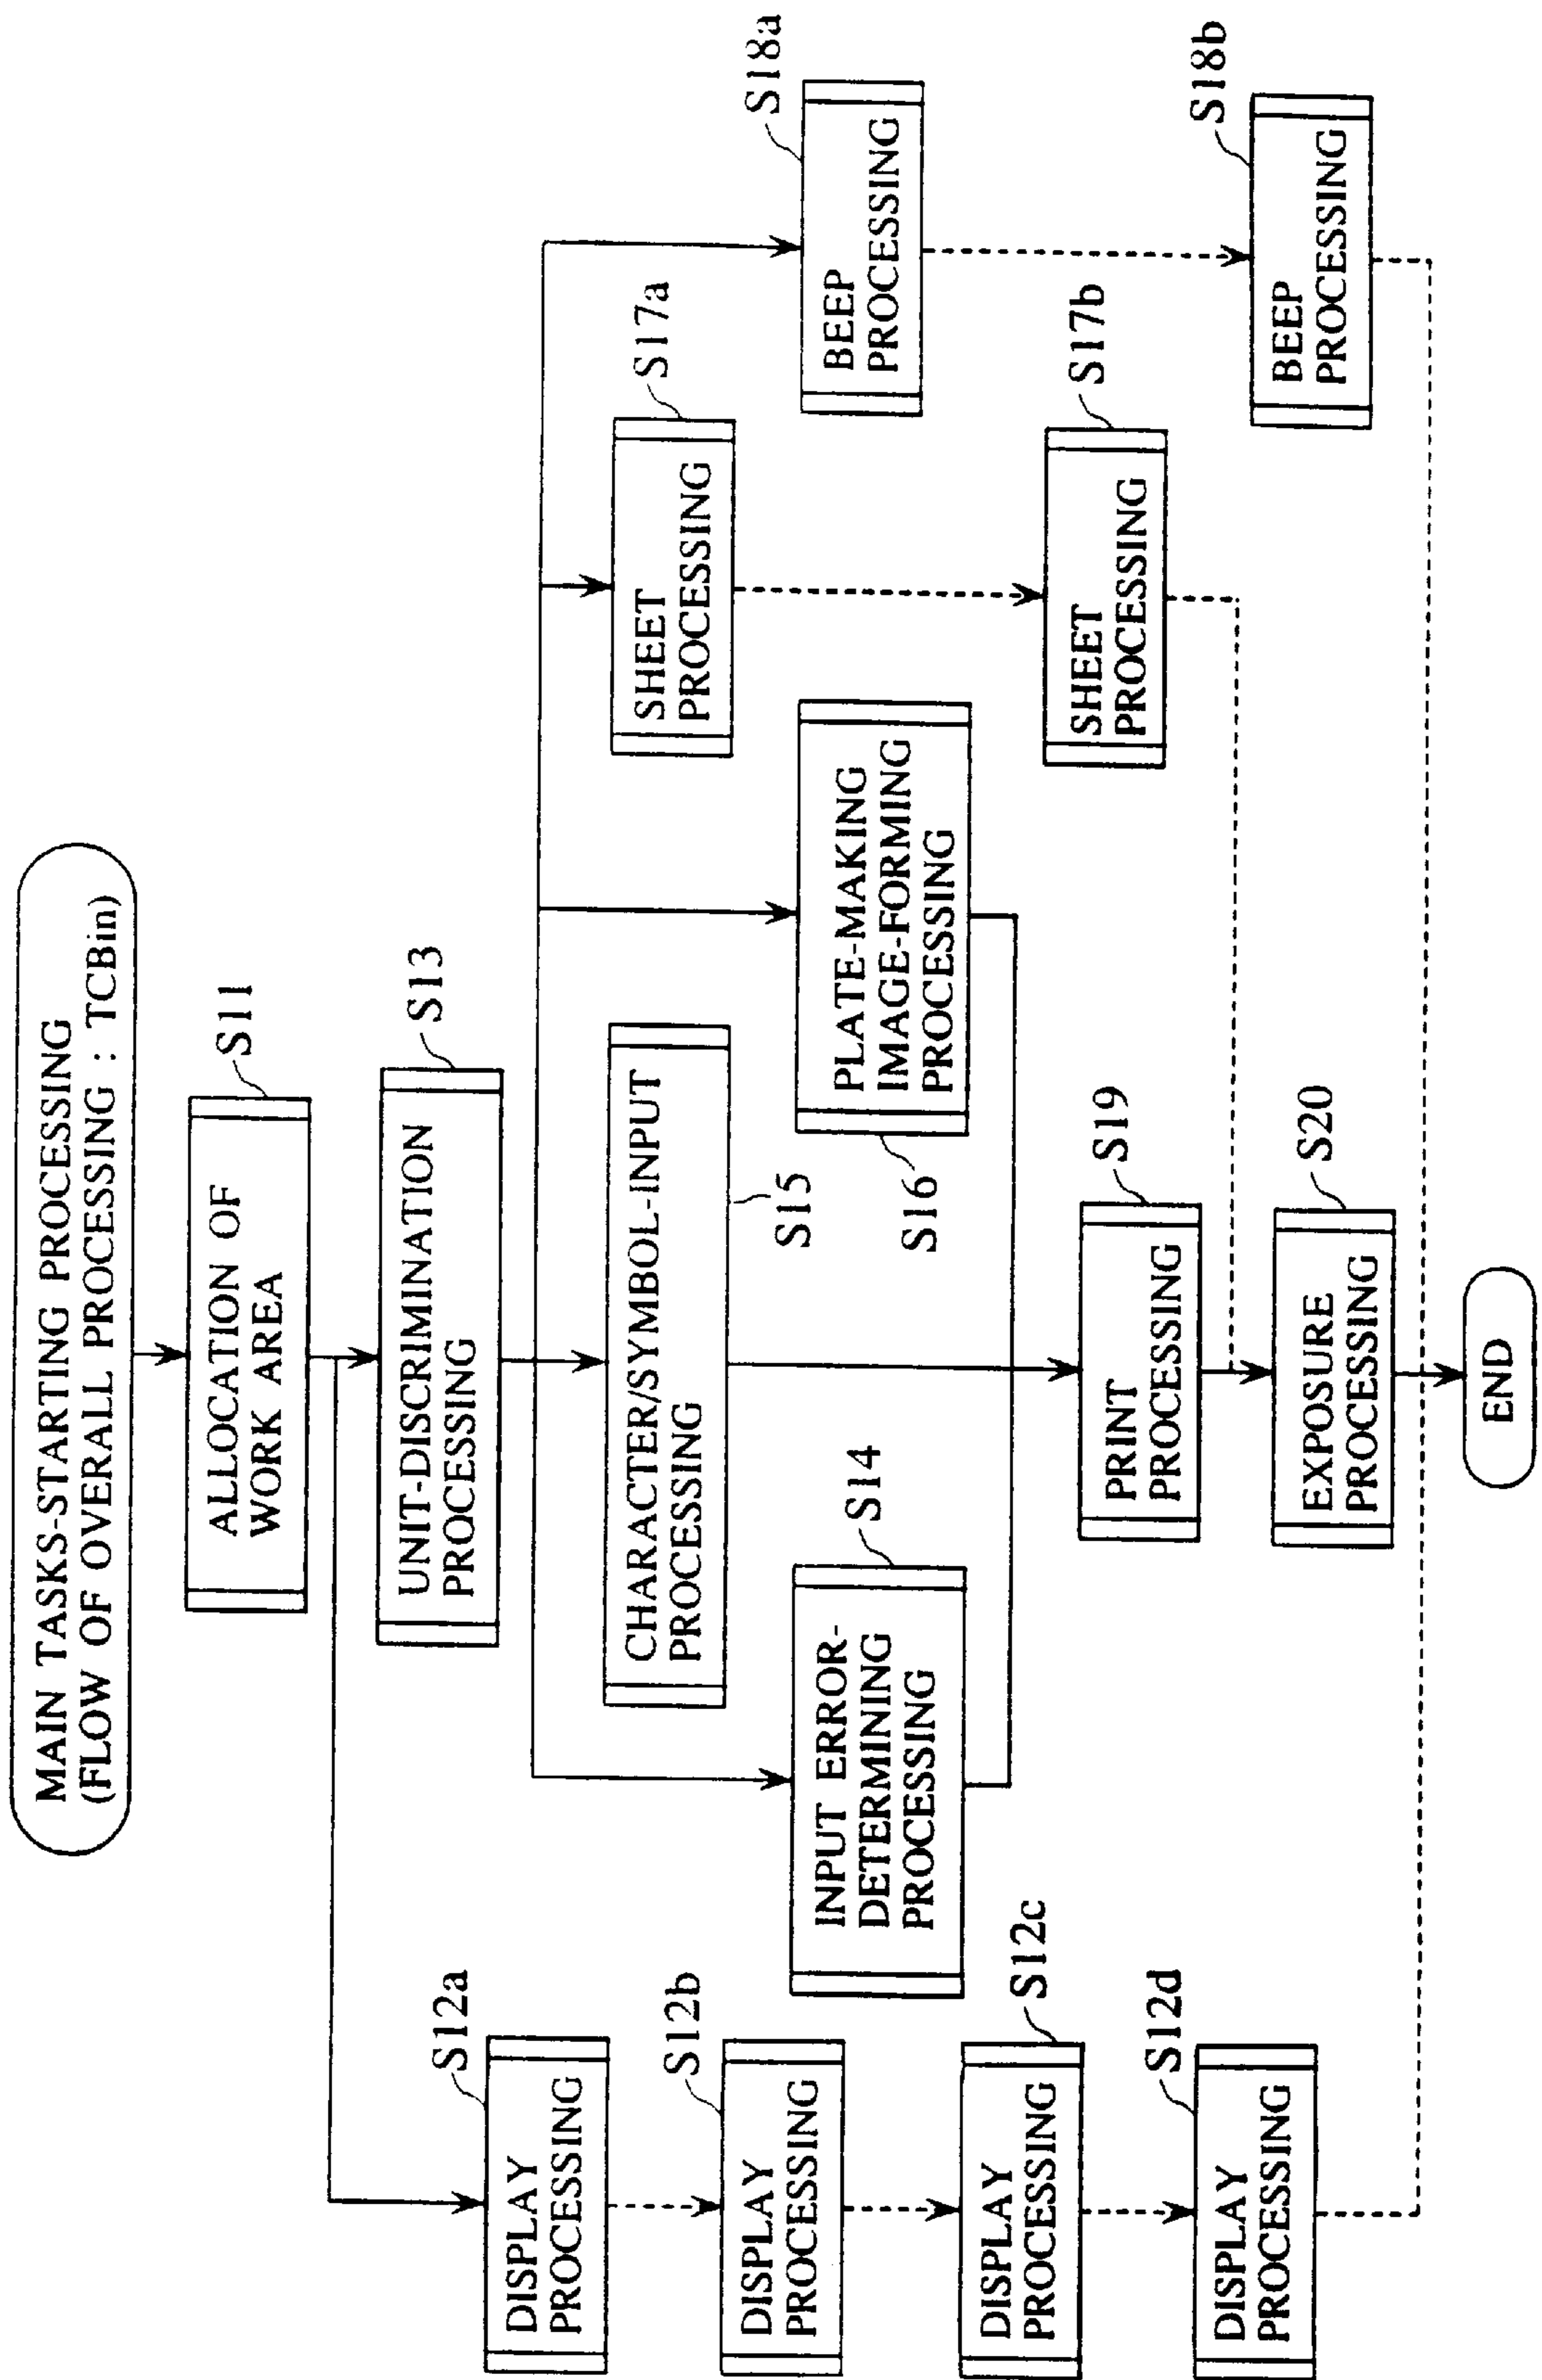 MAIN TASKS-STARTING PROCESSING
(FLOW OF OVERALL PROCESSING : TCBin)
S11
ALLOCATION OF
WORK AREA
S13
UNIT-DISCRIMINATION
PROCESSING
S12a
DISPLAY
PROCESSING
S12b
DISPLAY
PROCESSING
S12c
DISPLAY
PROCESSING
S12d
DISPLAY
PROCESSING
S14
INPUT ERROR-
DETERMINING
PROCESSING
CHARACTER/SYMBOL-INPUT
PROCESSING
S15
PLATE-MAKING
IMAGE-FORMING
PROCESSING
S16
S17a
SHEET
PROCESSING
S17b
SHEET
PROCESSING
S18a
BEEP
PROCESSING
S18b
BEEP
PROCESSING
S19
PRINT
PROCESSING
S20
EXPOSURE
PROCESSING
END